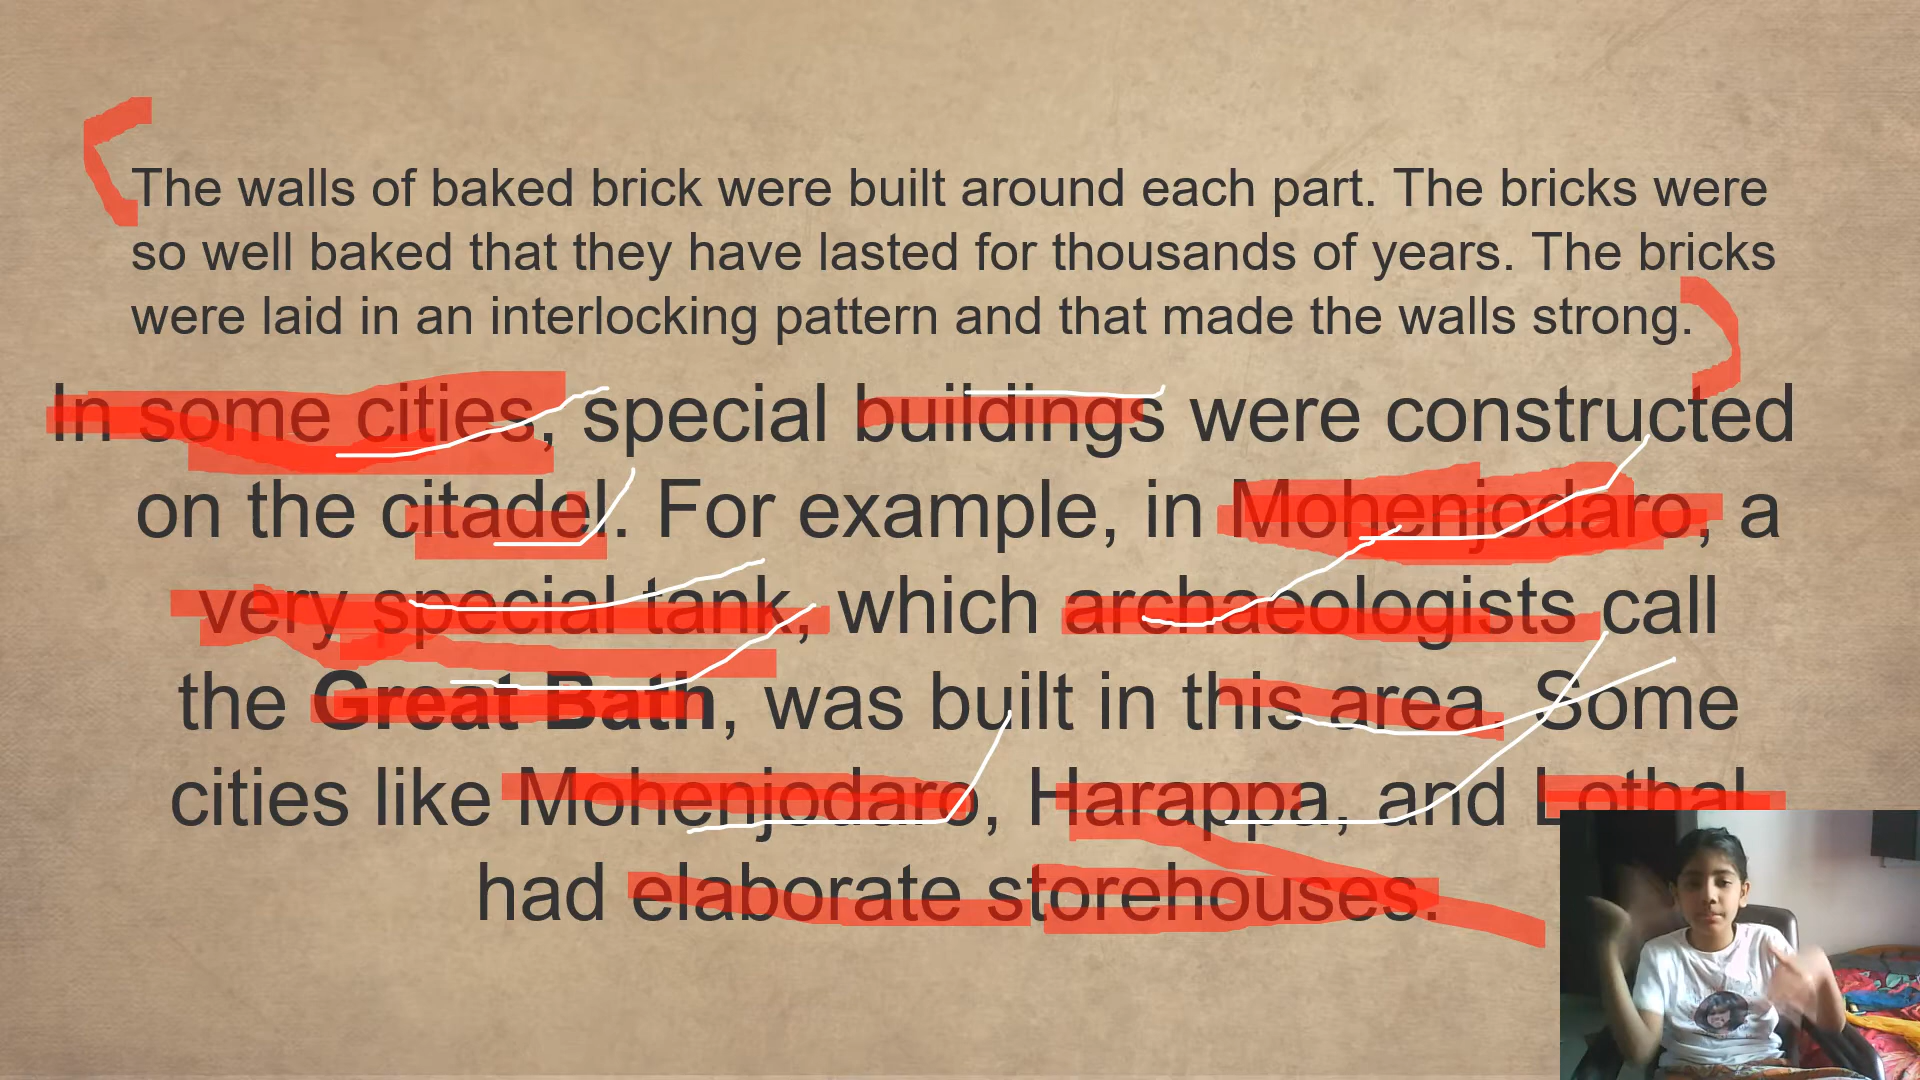 The walls of baked brick were built around each part. The bricks were
so well baked that they have lasted for thousands of years. The bricks
were laid in an interlocking pattern and that made the walls strong.
In some cities, special buildings were constructed
on the citadel. For example, in Mohenjodaro, a
very special tank, which archaeologists call
the Great Bath, was built in this area. Some
cities like Mohenjodaro, Harappa, and Lothal
had elaborate storehouses.